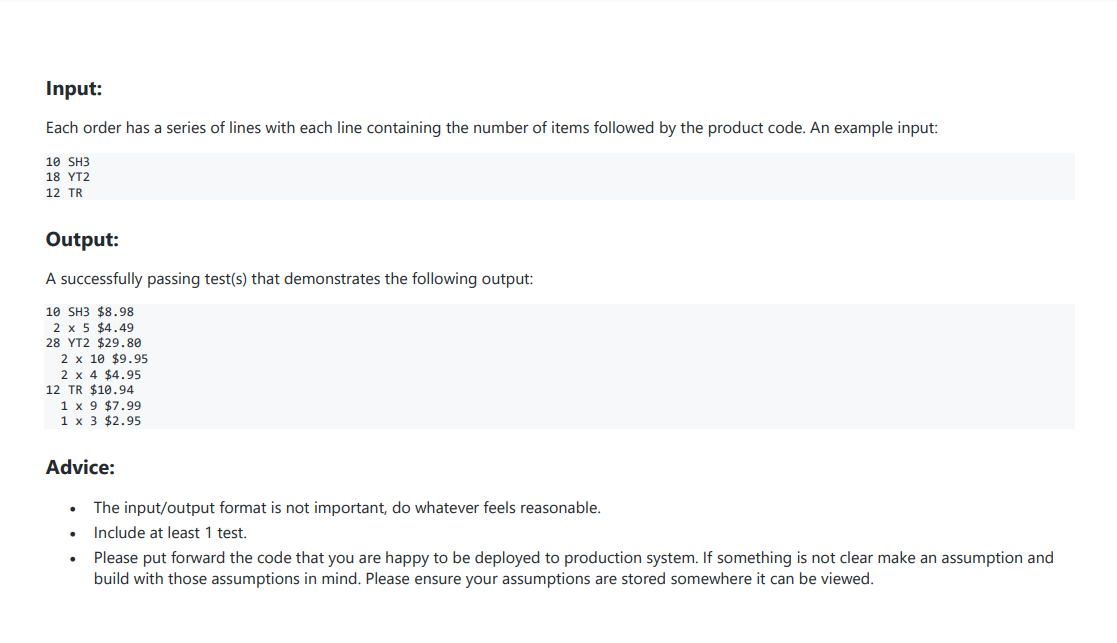 Input:
Each order has a series of lines with each line containing the number of items followed by the product code. An example input:
10 SH3
18 YT2
12 TR
Output:
A successfully passing test(s) that demonstrates the following output:
10 SH3 $8.98
2 x 5 $4.49
28 YT2 $29.80
2 x 10 $9.95
2 x 4 $4.95
12 TR $10.94
1 x 9 $7.99
1 x 3 $2.95
Advice:
• The input/output format is not important, do whatever feels reasonable.
• Include at least 1 test.
• Please put forward the code that you are happy to be deployed to production system. If something is not clear make an assumption and
build with those assumptions in mind. Please ensure your assumptions are stored somewhere it can be viewed.